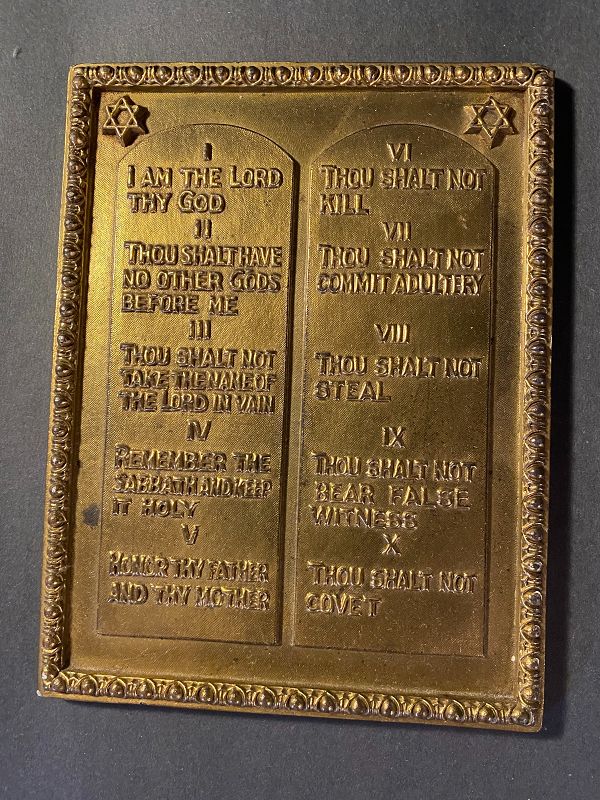 I
I AM THE LORD
THY GOD
II
THOU SHALT HAVE
NO OTHER GODS
BEFORE ME
III
THOU SHALT NOT
TAKE THE NAME OF
THE LORD IN VAIN
IV
REMEMBER THE
SABBATH AND KEEP
IT HOLY
V
HONOR THY FATHER
AND THY MOTHER
VI
THOU SHALT NOT
KILL
VII
THOU SHALT NOT
COMMIT ADULTERY
VIII
THOU SHALT NOT
STEAL
IX
THOU SHALT NOT
BEAR FALSE
WITNESS
X
THOU SHALT NOT
COVET